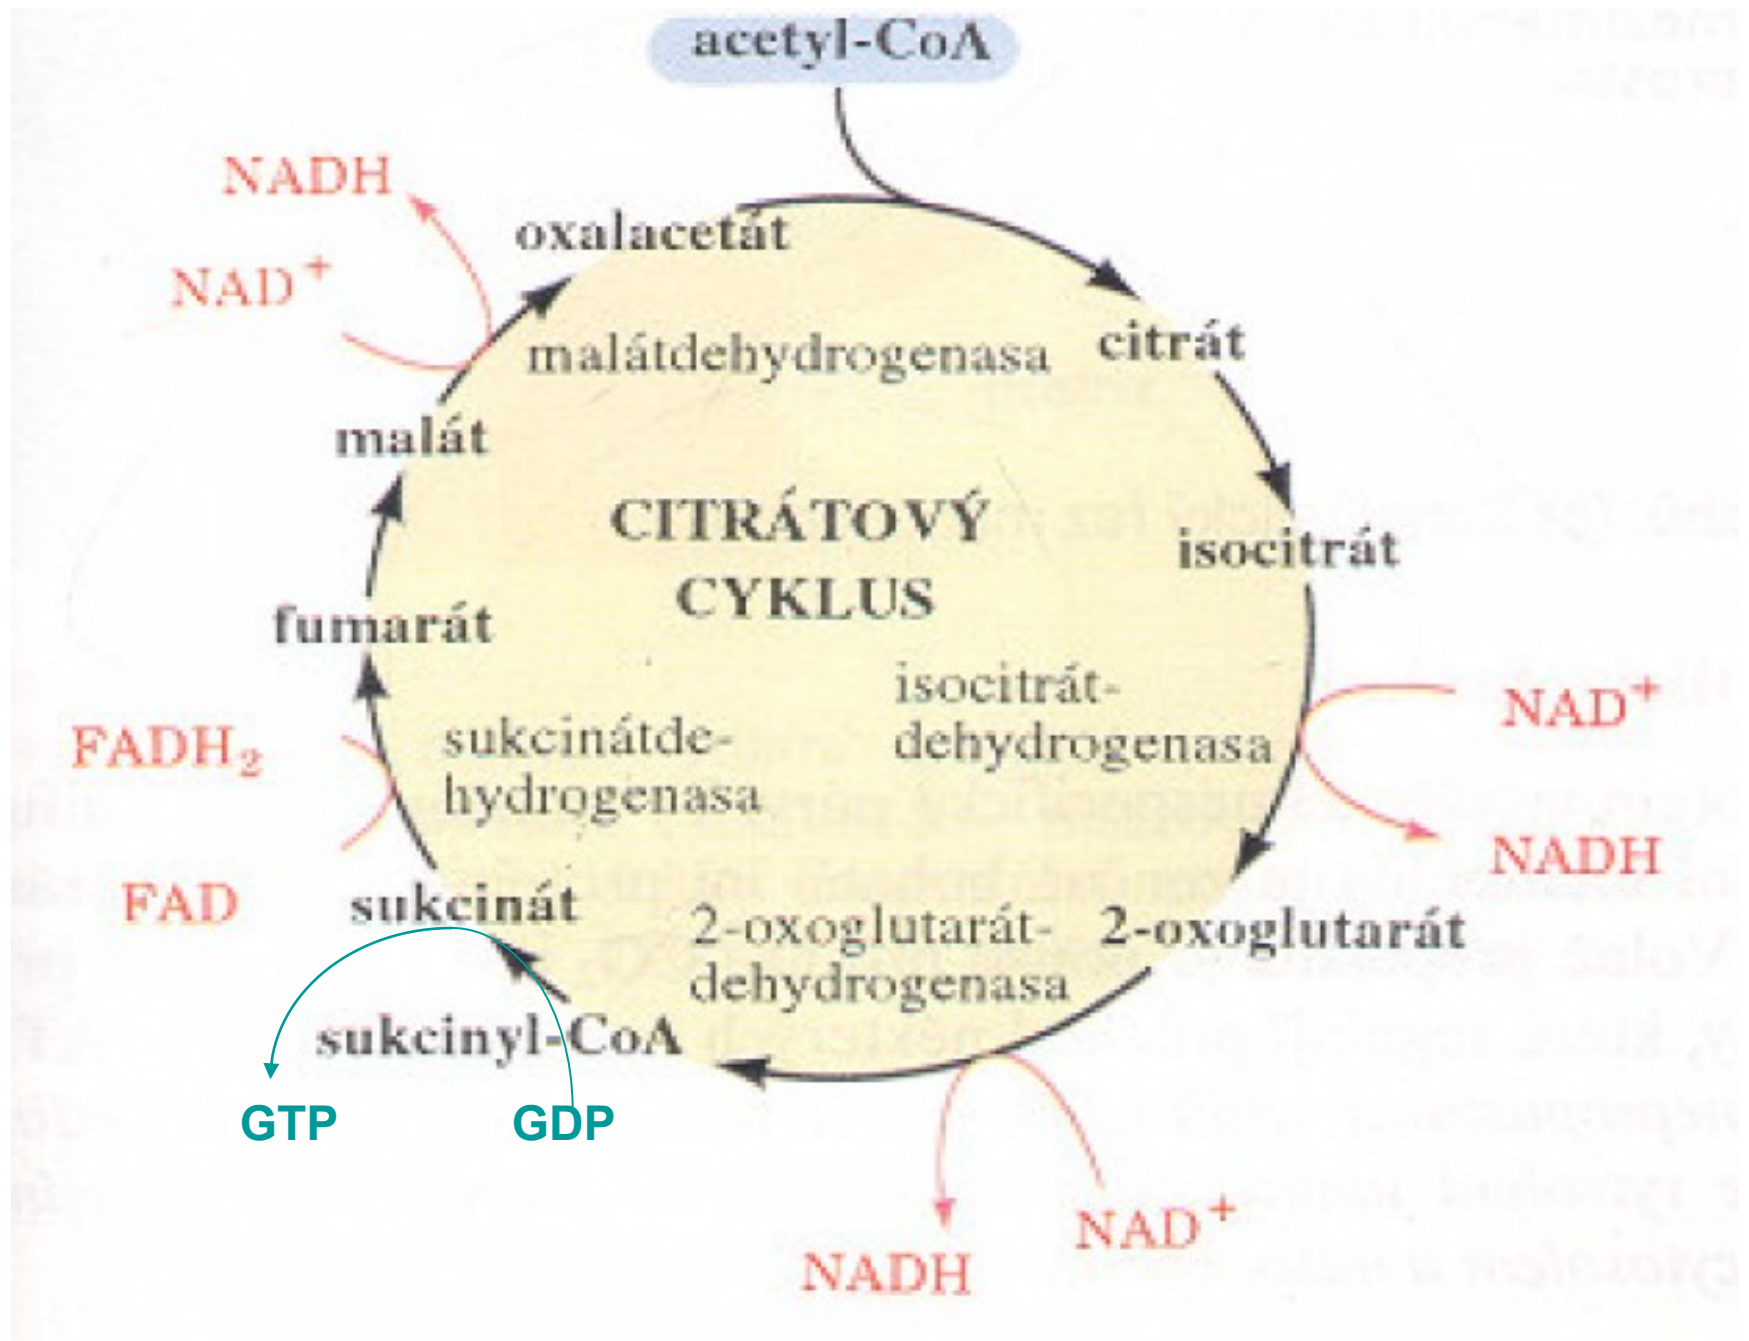 acetyl-CoA
NADH
NAD+
oxalacetát
malátdehydrogenasa
citrát
malát
CITRÁTOVÝ
CYKLUS
isocitrát
fumarát
isocitrát-
dehydrogenasa
NAD+
NADH
FADH₂
sukcinátde-
hydrogenasa
FAD
sukcinát
2-oxoglutarát-
dehydrogenasa
2-oxoglutarát
sukcinyl-CoA
GTP
GDP
NADH
NAD+